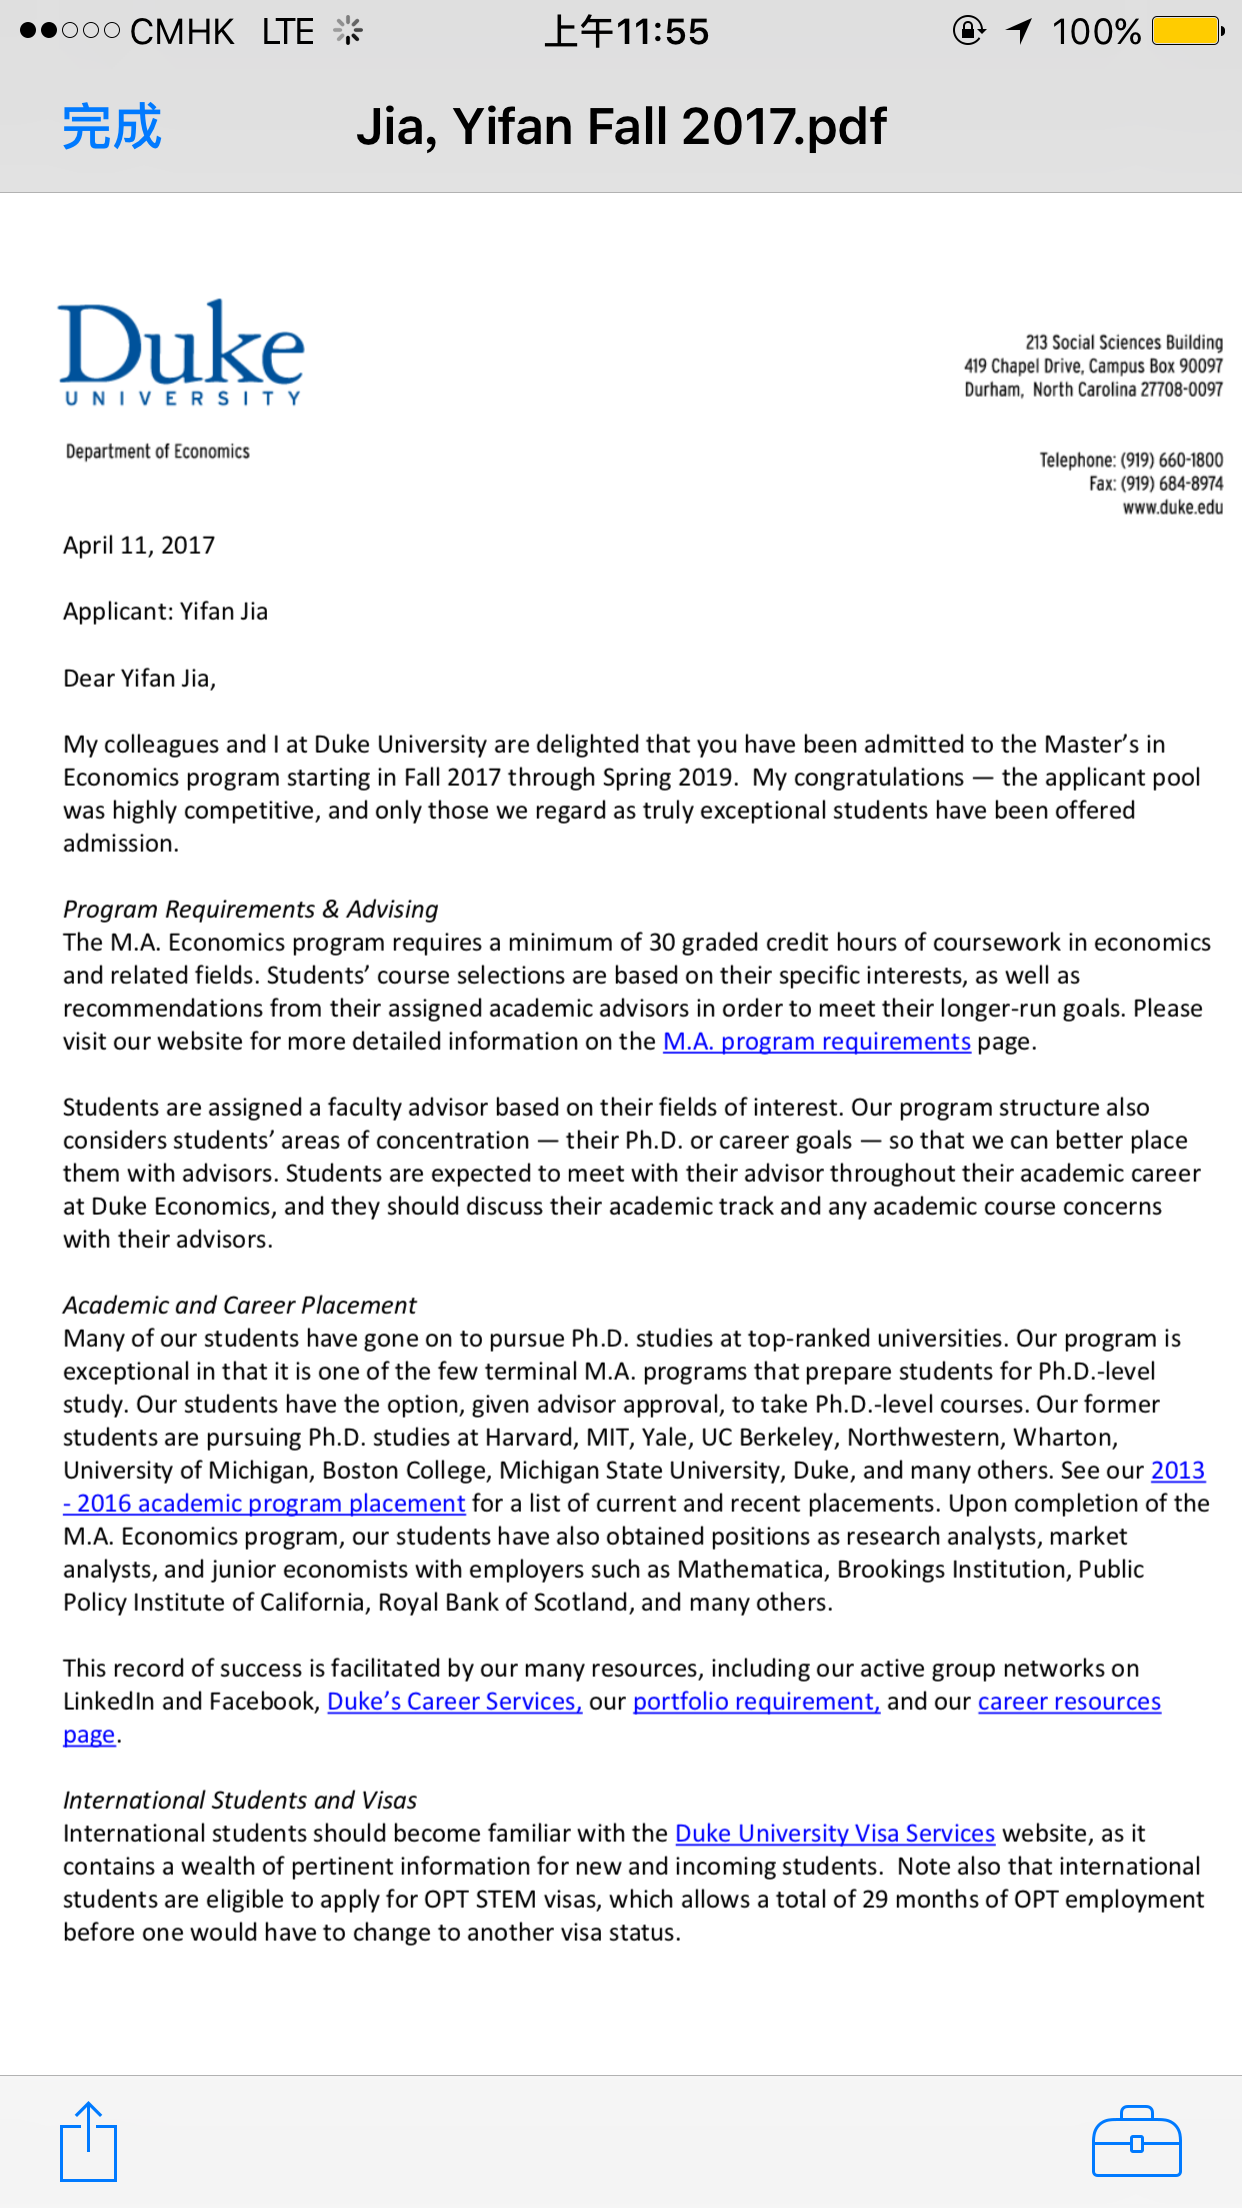 CMHK LTE 上午11:55 100%
完成 Jia, Yifan Fall 2017.pdf
Duke
UNIVERSITY
Department of Economics
213 Social Sciences Building
419 Chapel Drive, Campus Box 90097
Durham, North Carolina 27708-0097
Telephone: (919) 660-1800
Fax: (919) 684-8974
www.duke.edu
April 11, 2017
Applicant: Yifan Jia
Dear Yifan Jia,
My colleagues and I at Duke University are delighted that you have been admitted to the Master’s in
Economics program starting in Fall 2017 through Spring 2019.  My congratulations — the applicant pool
was highly competitive, and only those we regard as truly exceptional students have been offered
admission.
Program Requirements & Advising
The M.A. Economics program requires a minimum of 30 graded credit hours of coursework in economics
and related fields. Students’ course selections are based on their specific interests, as well as
recommendations from their assigned academic advisors in order to meet their longer-run goals. Please
visit our website for more detailed information on the M.A. program requirements page.
Students are assigned a faculty advisor based on their fields of interest. Our program structure also
considers students’ areas of concentration — their Ph.D. or career goals — so that we can better place
them with advisors. Students are expected to meet with their advisor throughout their academic career
at Duke Economics, and they should discuss their academic track and any academic course concerns
with their advisors.
Academic and Career Placement
Many of our students have gone on to pursue Ph.D. studies at top-ranked universities. Our program is
exceptional in that it is one of the few terminal M.A. programs that prepare students for Ph.D.-level
study. Our students have the option, given advisor approval, to take Ph.D.-level courses. Our former
students are pursuing Ph.D. studies at Harvard, MIT, Yale, UC Berkeley, Northwestern, Wharton,
University of Michigan, Boston College, Michigan State University, Duke, and many others. See our 2013
- 2016 academic program placement for a list of current and recent placements. Upon completion of the
M.A. Economics program, our students have also obtained positions as research analysts, market
analysts, and junior economists with employers such as Mathematica, Brookings Institution, Public
Policy Institute of California, Royal Bank of Scotland, and many others.
This record of success is facilitated by our many resources, including our active group networks on
LinkedIn and Facebook, Duke’s Career Services, our portfolio requirement, and our career resources
page.
International Students and Visas
International students should become familiar with the Duke University Visa Services website, as it
contains a wealth of pertinent information for new and incoming students.  Note also that international
students are eligible to apply for OPT STEM visas, which allows a total of 29 months of OPT employment
before one would have to change to another visa status.